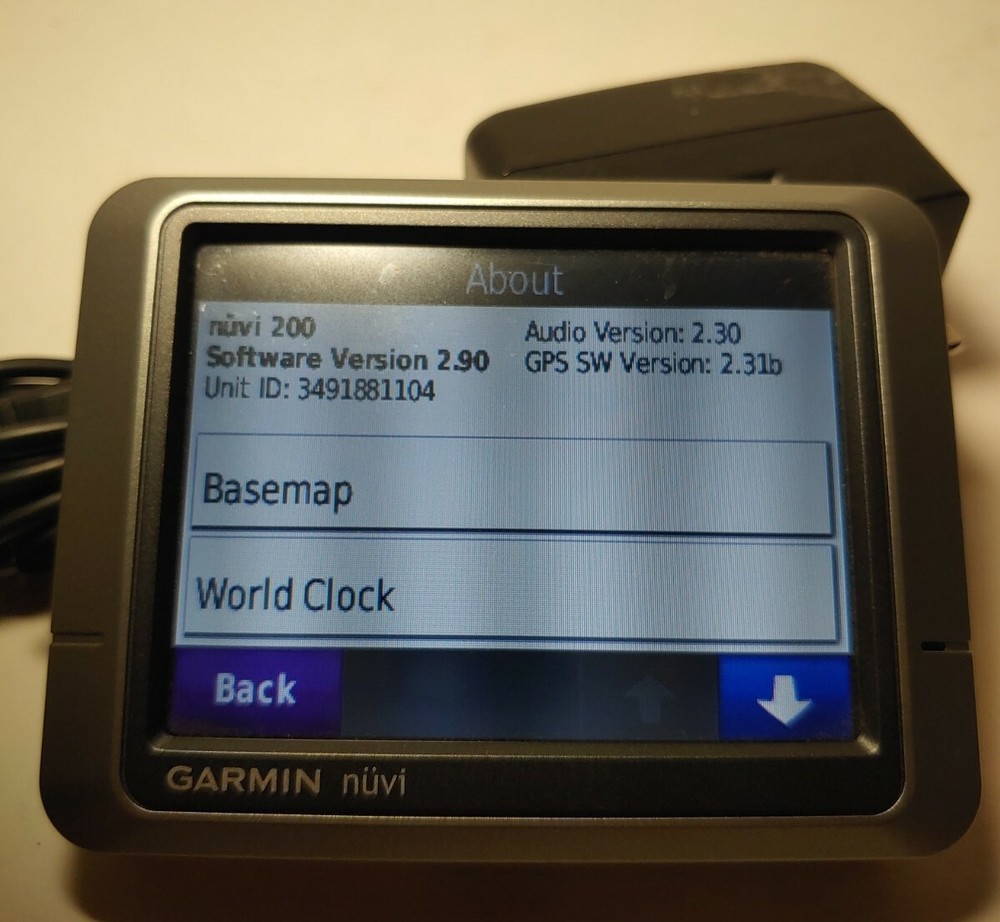 About
nüvi 200
Software Version 2.90
Unit ID: 3491881104
Audio Version: 2.30
GPS SW Version: 2.31b
Basemap
World Clock
Back
GARMIN nüvi